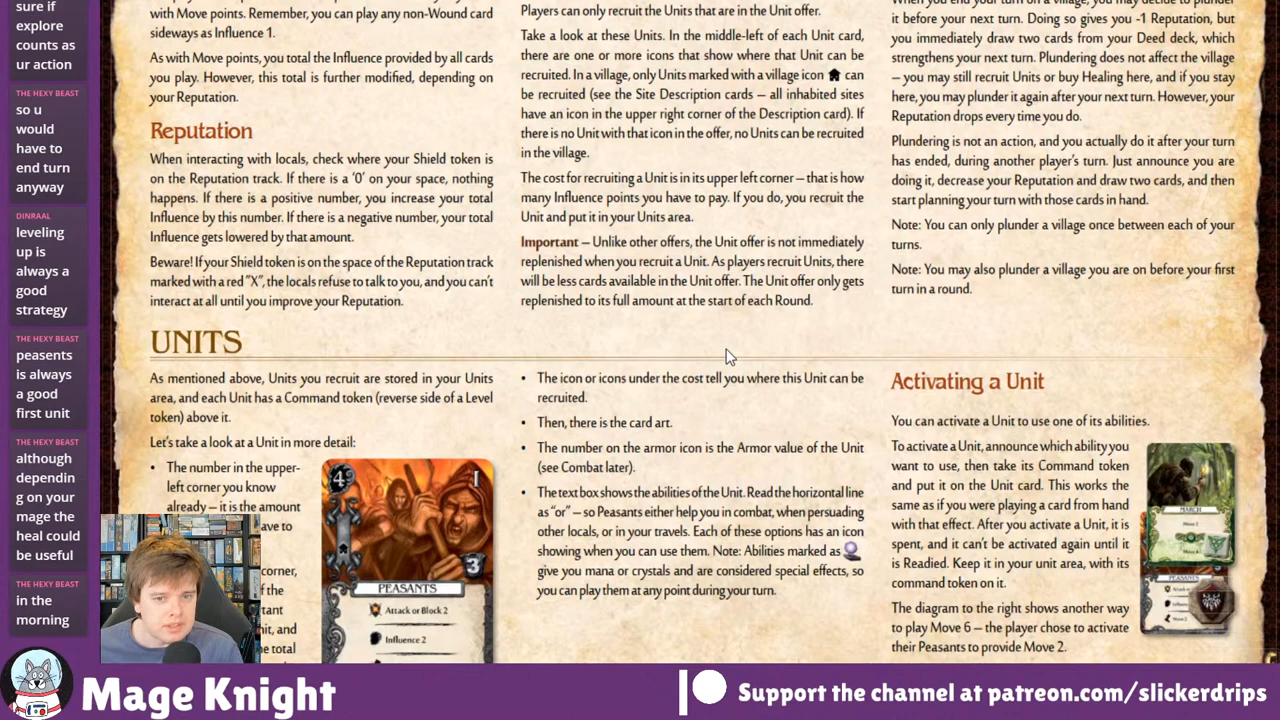 sure if
explore
counts as
ur action
THE HEXY BEAST
so u
would
have to
end turn
anyway
DINRAAL
leveling
up is
always a
good
strategy
THE HEXY BEAST
peasents
is always
a good
first unit
THE HEXY BEAST
although
dependin
g on your
mage the
heal could
be useful
THE HEXY BEAST
in the
morning
with Move points. Remember, you can play any non-Wound card
sideways as Influence 1.
As with Move points, you total the Influence provided by all cards
you play. However, this total is further modified, depending on
your Reputation.
Reputation
When interacting with locals, check where your Shield token is
on the Reputation track. If there is a '0' on your space, nothing
happens. If there is a positive number, you increase your total
Influence by this number. If there is a negative number, your total
Influence gets lowered by that amount.
Beware! If your Shield token is on the space of the Reputation track
marked with a red "X", the locals refuse to talk to you, and you can't
interact at all until you improve your Reputation.
Players can only recruit the Units that are in the Unit offer.
Take a look at these Units. In the middle-left of each Unit card,
there are one or more icons that show where that Unit can be
recruited. In a village, only Units marked with a village icon can
be recruited (see the Site Description cards – all inhabited sites
have an icon in the upper right corner of the Description card). If
there is no Unit with that icon in the offer, no Units can be recruited
in the village.
The cost for recruiting a Unit is in its upper left corner – that is how
many Influence points you have to pay. If you do, you recruit the
Unit and put it in your Units area.
Important – Unlike other offers, the Unit offer is not immediately
replenished when you recruit a Unit. As players recruit Units, there
will be less cards available in the Unit offer. The Unit offer only gets
replenished to its full amount at the start of each Round.
When you end your turn on a village, you may decide to plunder
it before your next turn. Doing so gives you -1 Reputation, but
you immediately draw two cards from your Deed deck, which
strengthens your next turn. Plundering does not affect the village
– you may still recruit Units or buy Healing here, and if you stay
here, you may plunder it again after your next turn. However, your
Reputation drops every time you do.
Plundering is not an action, and you actually do it after your turn
has ended, during another player's turn. Just announce you are
doing it, decrease your Reputation and draw two cards, and then
start planning your turn with those cards in hand.
Note: You can only plunder a village once between each of your
turns.
Note: You may also plunder a village you are on before your first
turn in a round.
UNITS
As mentioned above, Units you recruit are stored in your Units
area, and each Unit has a Command token (reverse side of a Level
token) above it.
Let's take a look at a Unit in more detail:
• The number in the upper-
left corner you know
already – it is the amount
ave to
corner,
f the
tant
nit, and
e total
4
1
3
PEASANTS
Attack or Block 2
Influence 2
• The icon or icons under the cost tell you where this Unit can be
recruited.
• Then, there is the card art.
• The number on the armor icon is the Armor value of the Unit
(see Combat later).
• The text box shows the abilities of the Unit. Read the horizontal line
as "or" – so Peasants either help you in combat, when persuading
other locals, or in your travels. Each of these options has an icon
showing when you can use them. Note: Abilities marked as
give you mana or crystals and are considered special effects, so
you can play them at any point during your turn.
Activating a Unit
You can activate a Unit to use one of its abilities.
To activate a Unit, announce which ability you
want to use, then take its Command token
and put it on the Unit card. This works the
same as if you were playing a card from hand
with that effect. After you activate a Unit, it is
spent, and it can't be activated again until it
is Readied. Keep it in your unit area, with its
command token on it.
The diagram to the right shows another way
to play Move 6 – the player chose to activate
their Peasants to provide Move 2.
MARCH
Move 2
Move 4
PEASANTS
Mage Knight
Support the channel at patreon.com/slickerdrips